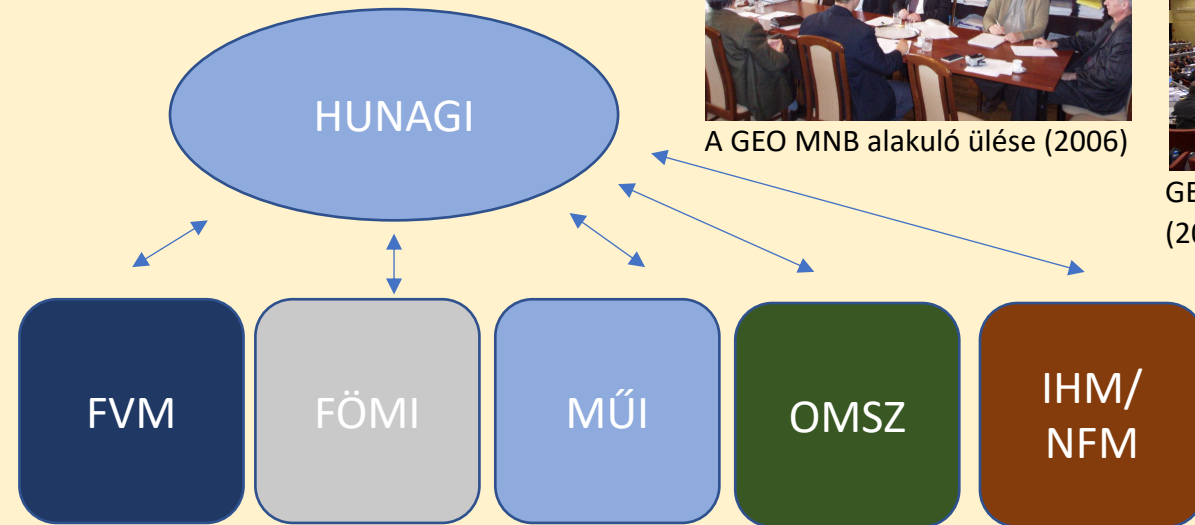 HUNAGI
A GEO MNB alakuló ülése (2006)
FVM
FÖMI
MŰI
OMSZ
IHM/
NFM